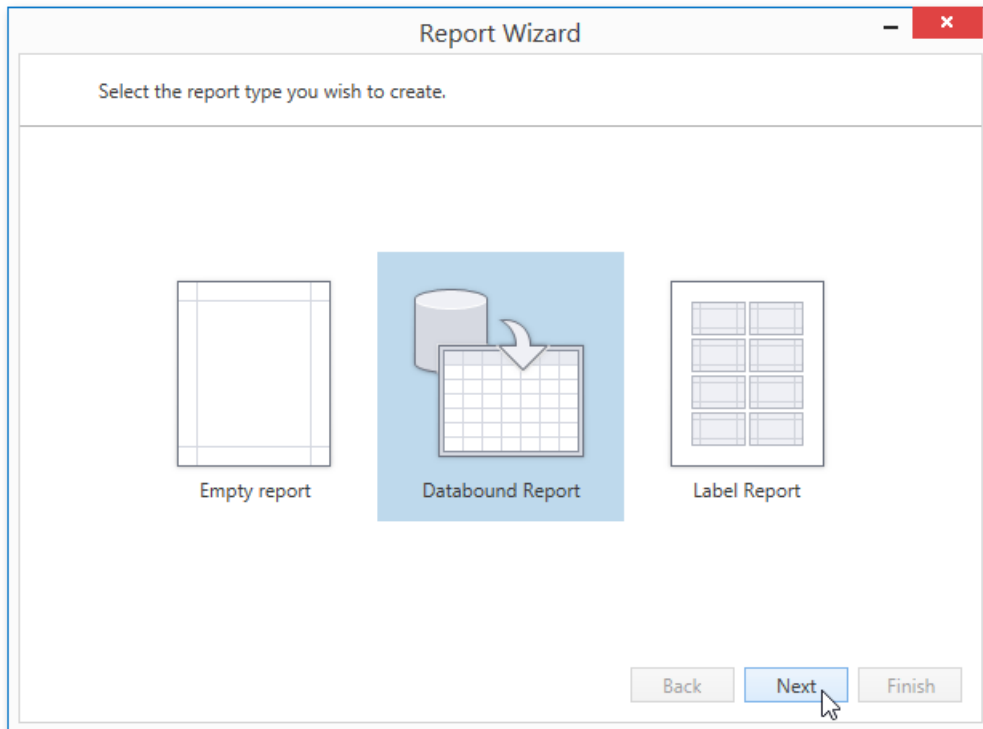 Report Wizard
Select the report type you wish to create.
Empty report
Databound Report
Label Report
Back
Next
Finish